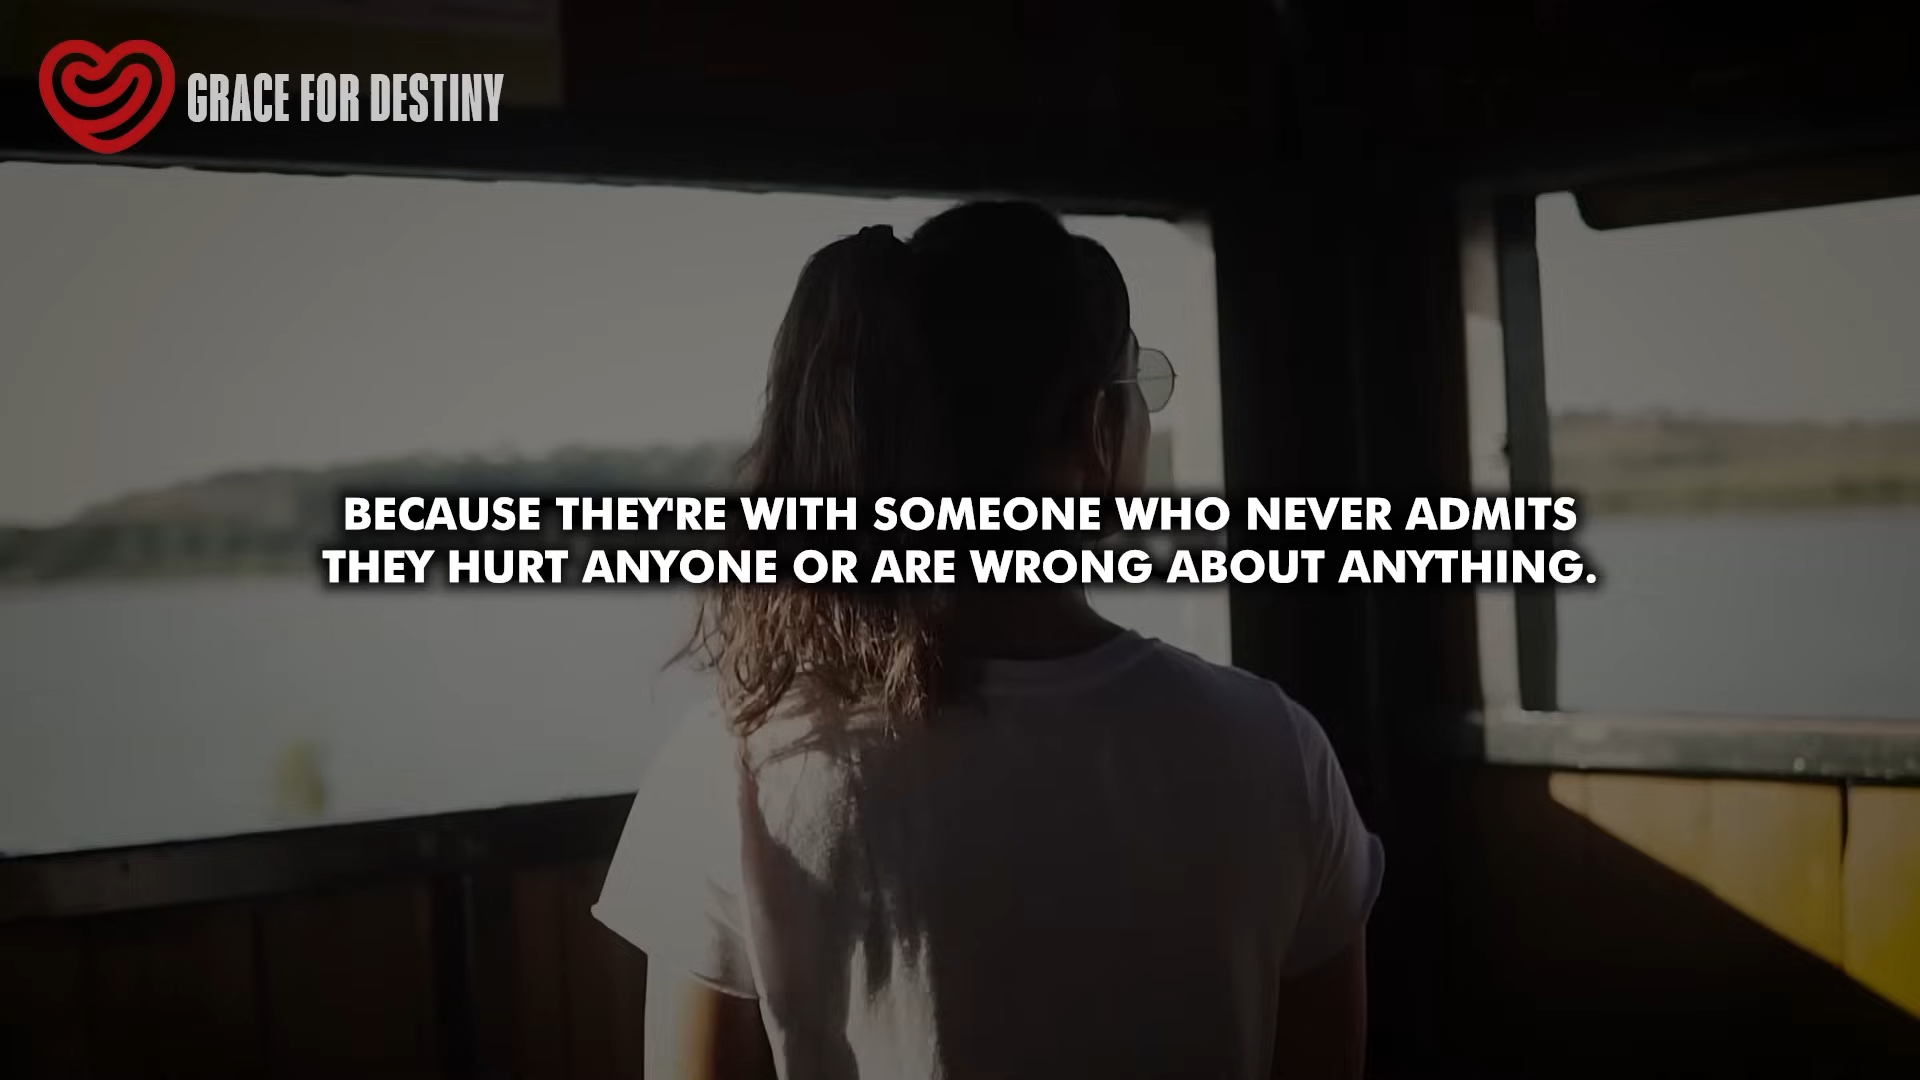 GRACE FOR DESTINY
BECAUSE THEY'RE WITH SOMEONE WHO NEVER ADMITS
THEY HURT ANYONE OR ARE WRONG ABOUT ANYTHING.